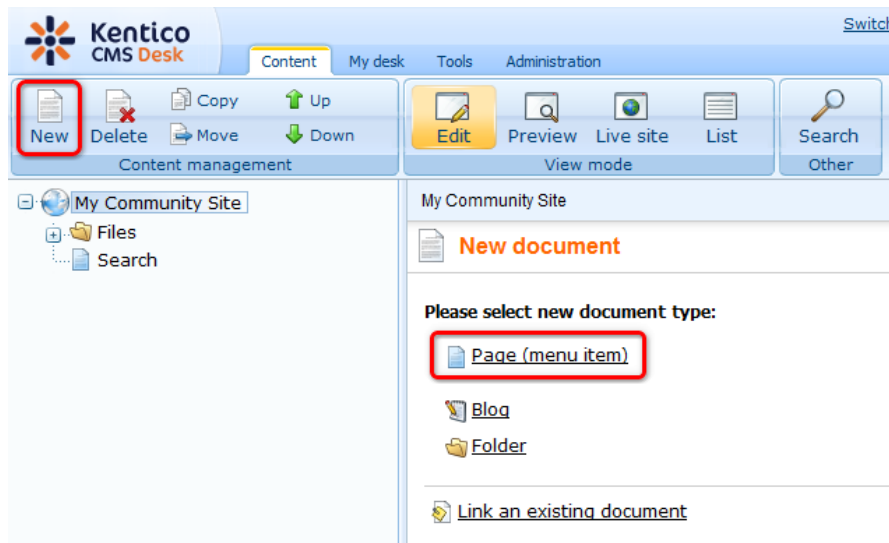 Kentico
CMS Desk
Content My desk Tools Administration
New Delete Copy Move Up Down
Content management
Edit Preview Live site List
View mode
Search
Other
My Community Site
Files
Search
My Community Site
New document
Please select new document type:
Page (menu item)
Blog
Folder
Link an existing document